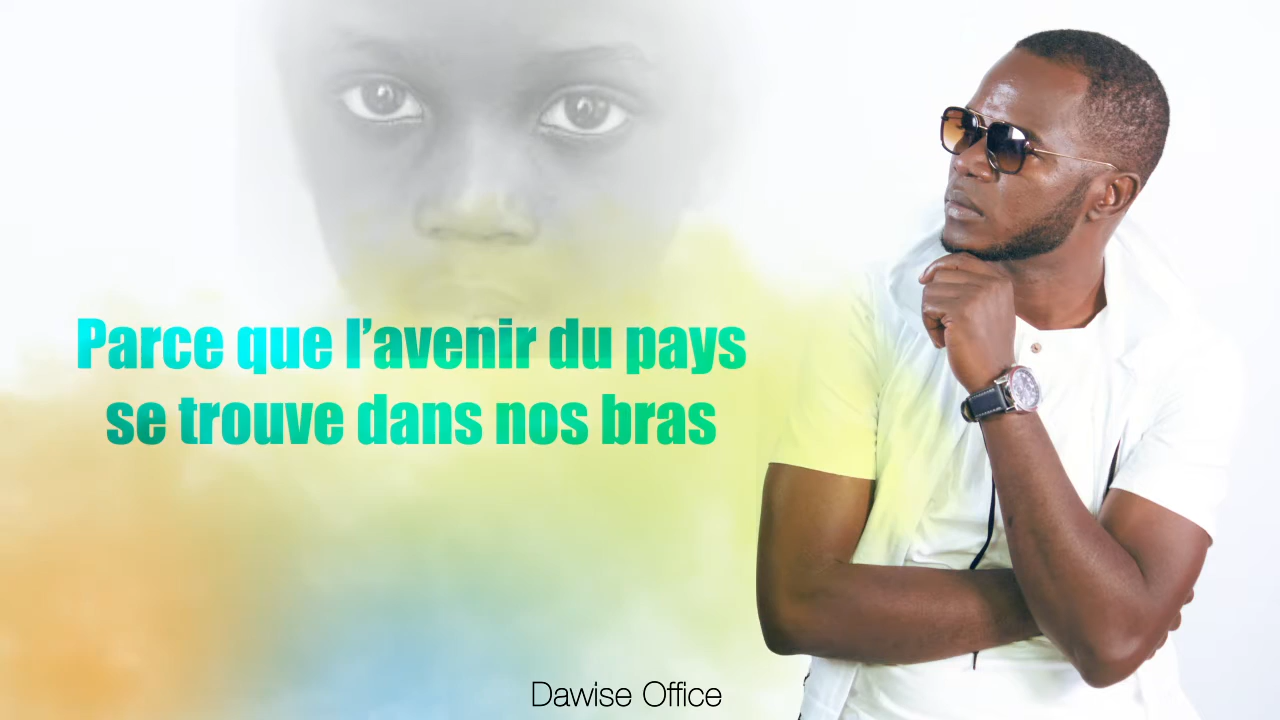 Parce que l’avenir du pays
se trouve dans nos bras
Dawise Office